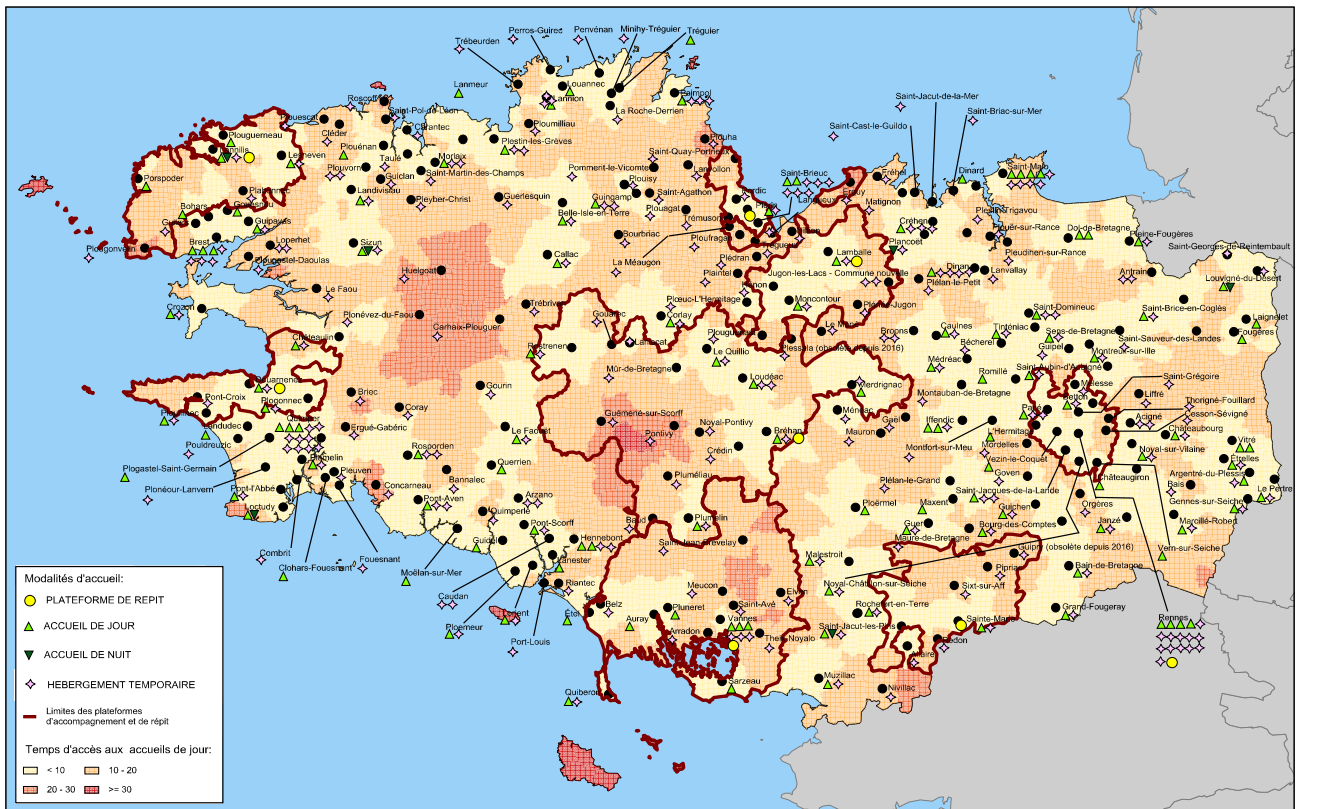 Perros-Guirec
Penvénan
Minihy-Tréguier
Tréguier
Trébeurden
Lanmeur
Louannec
Lannion
La Roche-Derrien
Paimpol
Saint-Jacut-de-la-Mer
Saint-Briac-sur-Mer
Saint-Cast-le-Guildo
Roscoff
Saint-Pol-de-Léon
Plouescat
Cléder
Carantec
Ploumilliau
Plouha
Plouguerneau
Lannilis
Lesneven
Plouénan
Taulé
Morlaix
Plestin-les-Grèves
Saint-Quay-Portrieux
Lanvollon
Plouvorn
Guiclan
Saint-Martin-des-Champs
Pommerit-le-Vicomte
Plouisy
Saint-Brieuc
Fréhel
Dinard
Saint-Malo
Porspoder
Plabennec
Landivisiau
Pleyber-Christ
Guerlesquin
Guingamp
Saint-Agathon
Langueux
Erquy
Matignon
Bohars
Gouesnou
Guipavas
Belle-Isle-en-Terre
Plouagat
Trémuson
Créhen
Pleslin-Trigavou
Plouër-sur-Rance
Dol-de-Bretagne
Pleine-Fougères
Plougonvelin
Brest
Loperhet
Sizun
Bourbriac
Ploufragan
Trégueux
Plancoët
Pleudihen-sur-Rance
Saint-Georges-de-Reintembault
Plougastel-Daoulas
Huelgoat
Callac
La Méaugon
Plédran
Plaintel
Lamballe
Jugon-les-Lacs - Commune nouvelle
Dinan
Lanvallay
Plélan-le-Petit
Antrain
Louvigné-du-Désert
Crozon
Le Faou
Plonévez-du-Faou
Carhaix-Plouguer
Trébrivan
Plœuc-L'Hermitage
Hénon
Moncontour
Plénée-Jugon
Saint-Domineuc
Saint-Brice-en-Coglès
Laignelet
Fougères
Châteaulin
Rostrenen
Gouarec
Laniscat
Corlay
Plouguenast
Le Mené
Plessala (obsolète depuis 2016)
Broons
Caulnes
Tinténiac
Bécherel
Sens-de-Bretagne
Saint-Sauveur-des-Landes
Guipel
Montreuil-sur-Ille
Douarnenez
Briec
Gourin
Mûr-de-Bretagne
Le Quillio
Loudéac
Merdrignac
Médréac
Romillé
Saint-Aubin-d'Aubigné
Melesse
Saint-Grégoire
Montauban-de-Bretagne
Pont-Croix
Plogonnec
Plouhinec
Landudec
Quimper
Coray
Ergué-Gabéric
Guémené-sur-Scorff
Pontivy
Noyal-Pontivy
Bréhan
Ménéac
Gaël
Mauron
Iffendic
Pacé
Betton
Liffré
Acigné
Thorigné-Fouillard
Cesson-Sévigné
Châteaubourg
L'Hermitage
Mordelles
Montfort-sur-Meu
Vezin-le-Coquet
Noyal-sur-Vilaine
Vitré
Étrelles
Pouldreuzic
Plogastel-Saint-Germain
Plomelin
Pleuven
Rosporden
Bannalec
Le Faouët
Querrien
Crédin
Pluméliau
Plonéour-Lanvern
Pont-l'Abbé
Loctudy
Concarneau
Pont-Aven
Quimperlé
Arzano
Pont-Scorff
Goven
Plélan-le-Grand
Saint-Jacques-de-la-Lande
Châteaugiron
Argentré-du-Plessis
Bais
Le Pertre
Gennes-sur-Seiche
Ploërmel
Maxent
Guichen
Orgères
Guidel
Hennebont
Baud
Plumelin
Saint-Jean-Brévelay
Guer
Bourg-des-Comptes
Janzé
Marcillé-Robert
Maure-de-Bretagne
Combrit
Clohars-Fouesnant
Fouesnant
Moëlan-sur-Mer
Lanester
Riantec
Caudan
Malestroit
Guipry (obsolète depuis 2016)
Pipriac
Vern-sur-Seiche
Bain-de-Bretagne
Meucon
Elven
Noyal-Châtillon-sur-Seiche
Sixt-sur-Aff
Ploemeur
Lorient
Port-Louis
Étel
Belz
Auray
Pluneret
Saint-Avé
Vannes
Arradon
Theix-Noyalo
Rochefort-en-Terre
Saint-Jacut-les-Pins
Sainte-Marie
Redon
Grand-Fougeray
Rennes
Allaire
Quiberon
Sarzeau
Muzillac
Nivillac
Modalités d'accueil:
PLATEFORME DE REPIT
ACCUEIL DE JOUR
ACCUEIL DE NUIT
HEBERGEMENT TEMPORAIRE
Limites des plateformes
d'accompagnement et de répit
Temps d'accès aux accueils de jour:
< 10
10 - 20
20 - 30
>= 30